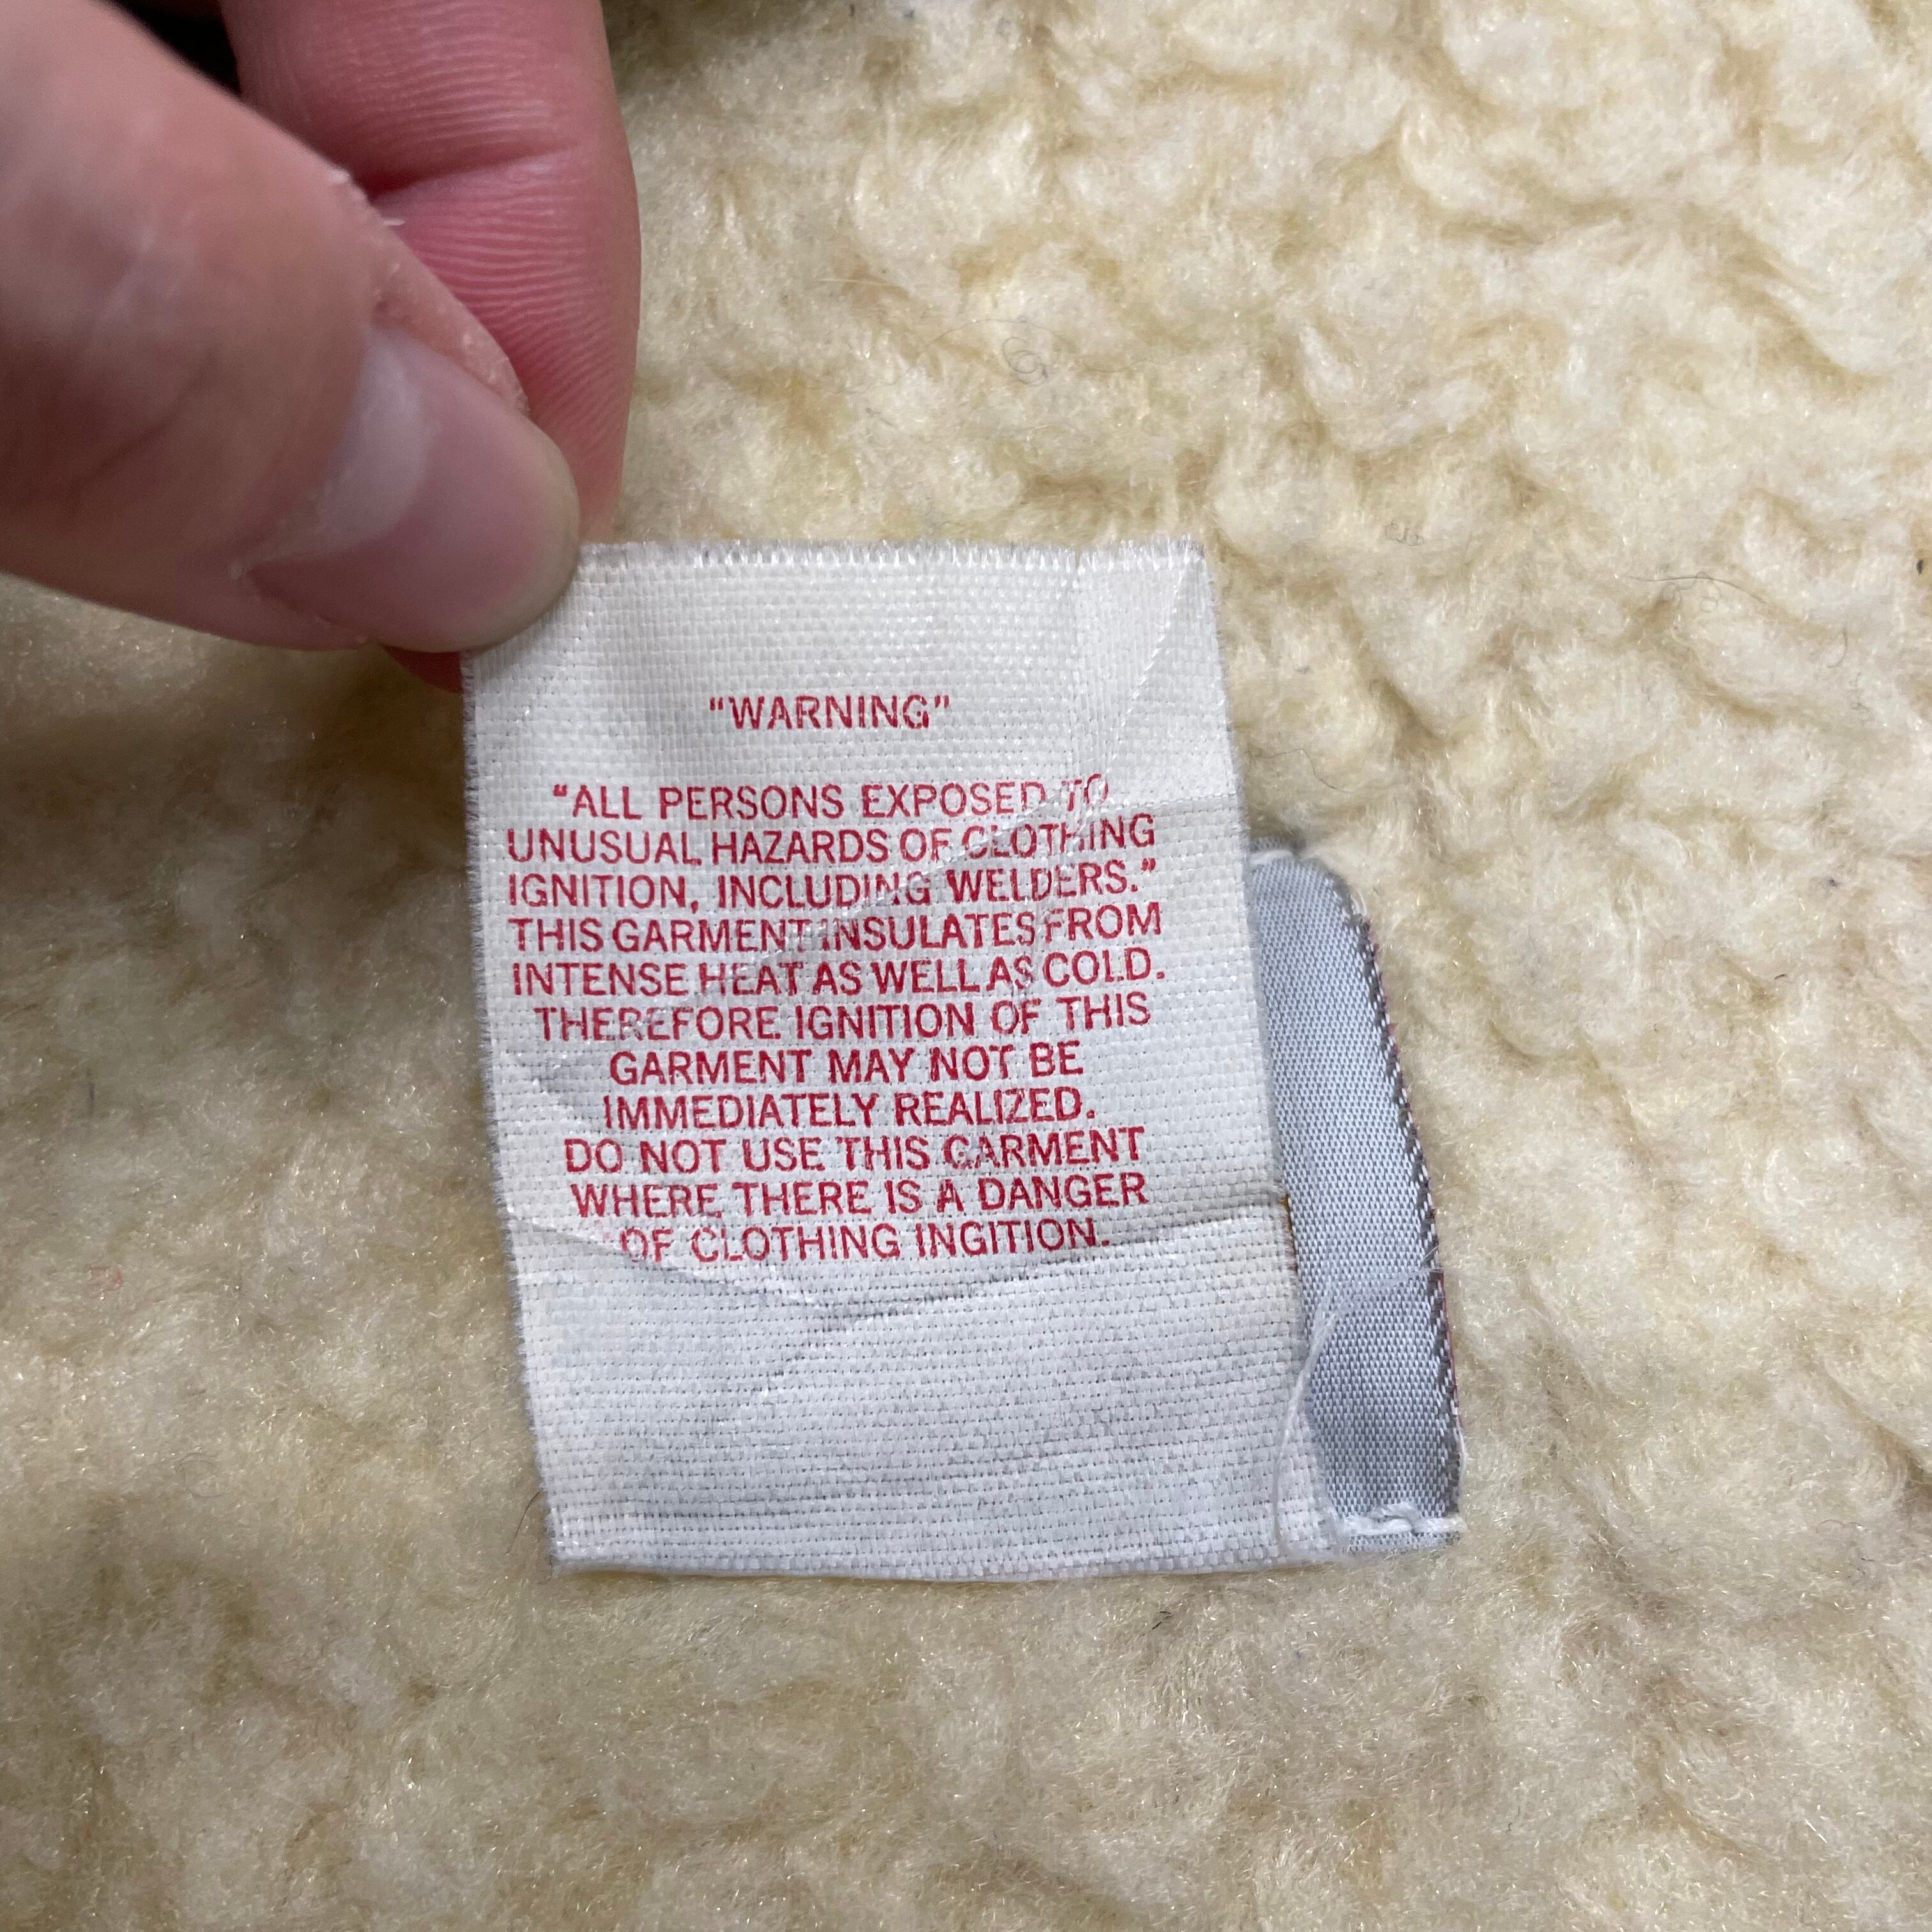 "WARNING"
"ALL PERSONS EXPOSED TO
UNUSUAL HAZARDS OF CLOTHING
IGNITION, INCLUDING WELDERS."
THIS GARMENT INSULATES FROM
INTENSE HEAT AS WELL AS COLD.
THEREFORE IGNITION OF THIS
GARMENT MAY NOT BE
IMMEDIATELY REALIZED.
DO NOT USE THIS GARMENT
WHERE THERE IS A DANGER
OF CLOTHING INGITION.